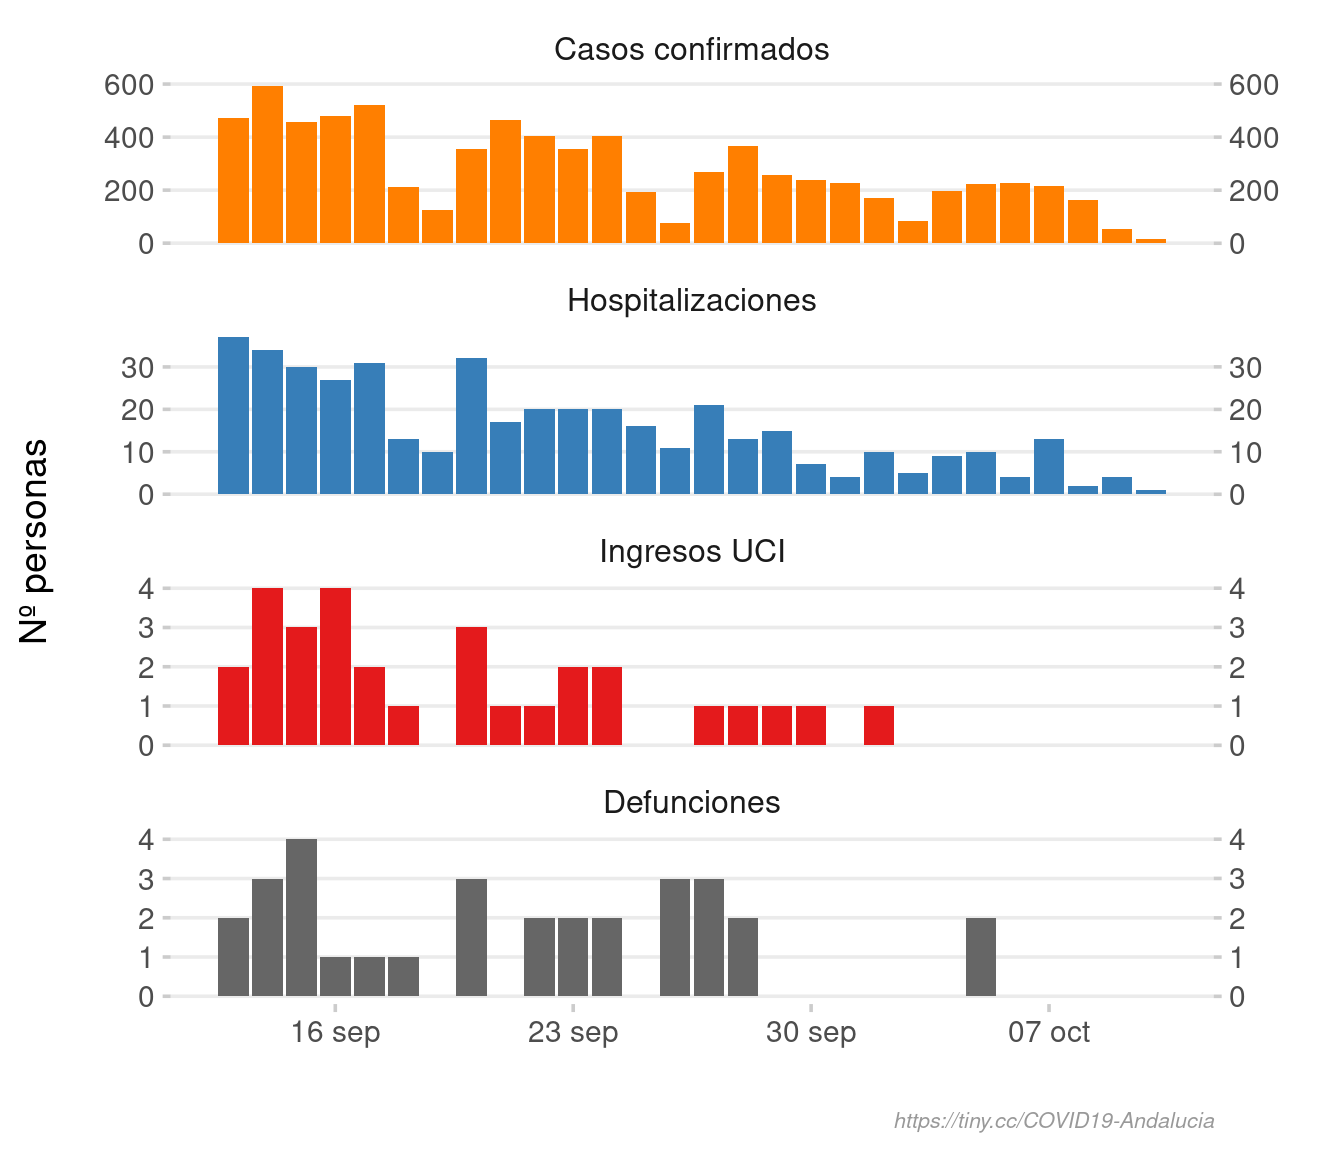 Casos confirmados
600 600
400 400
200 200
0 0
Hospitalizaciones
30 30
20 20
10 10
0 0
Nº personas
Ingresos UCI
4 4
3 3
2 2
1 1
0 0
Defunciones
4 4
3 3
2 2
1 1
0 0
16 sep 23 sep 30 sep 07 oct
https://tiny.cc/COVID19-Andalucia